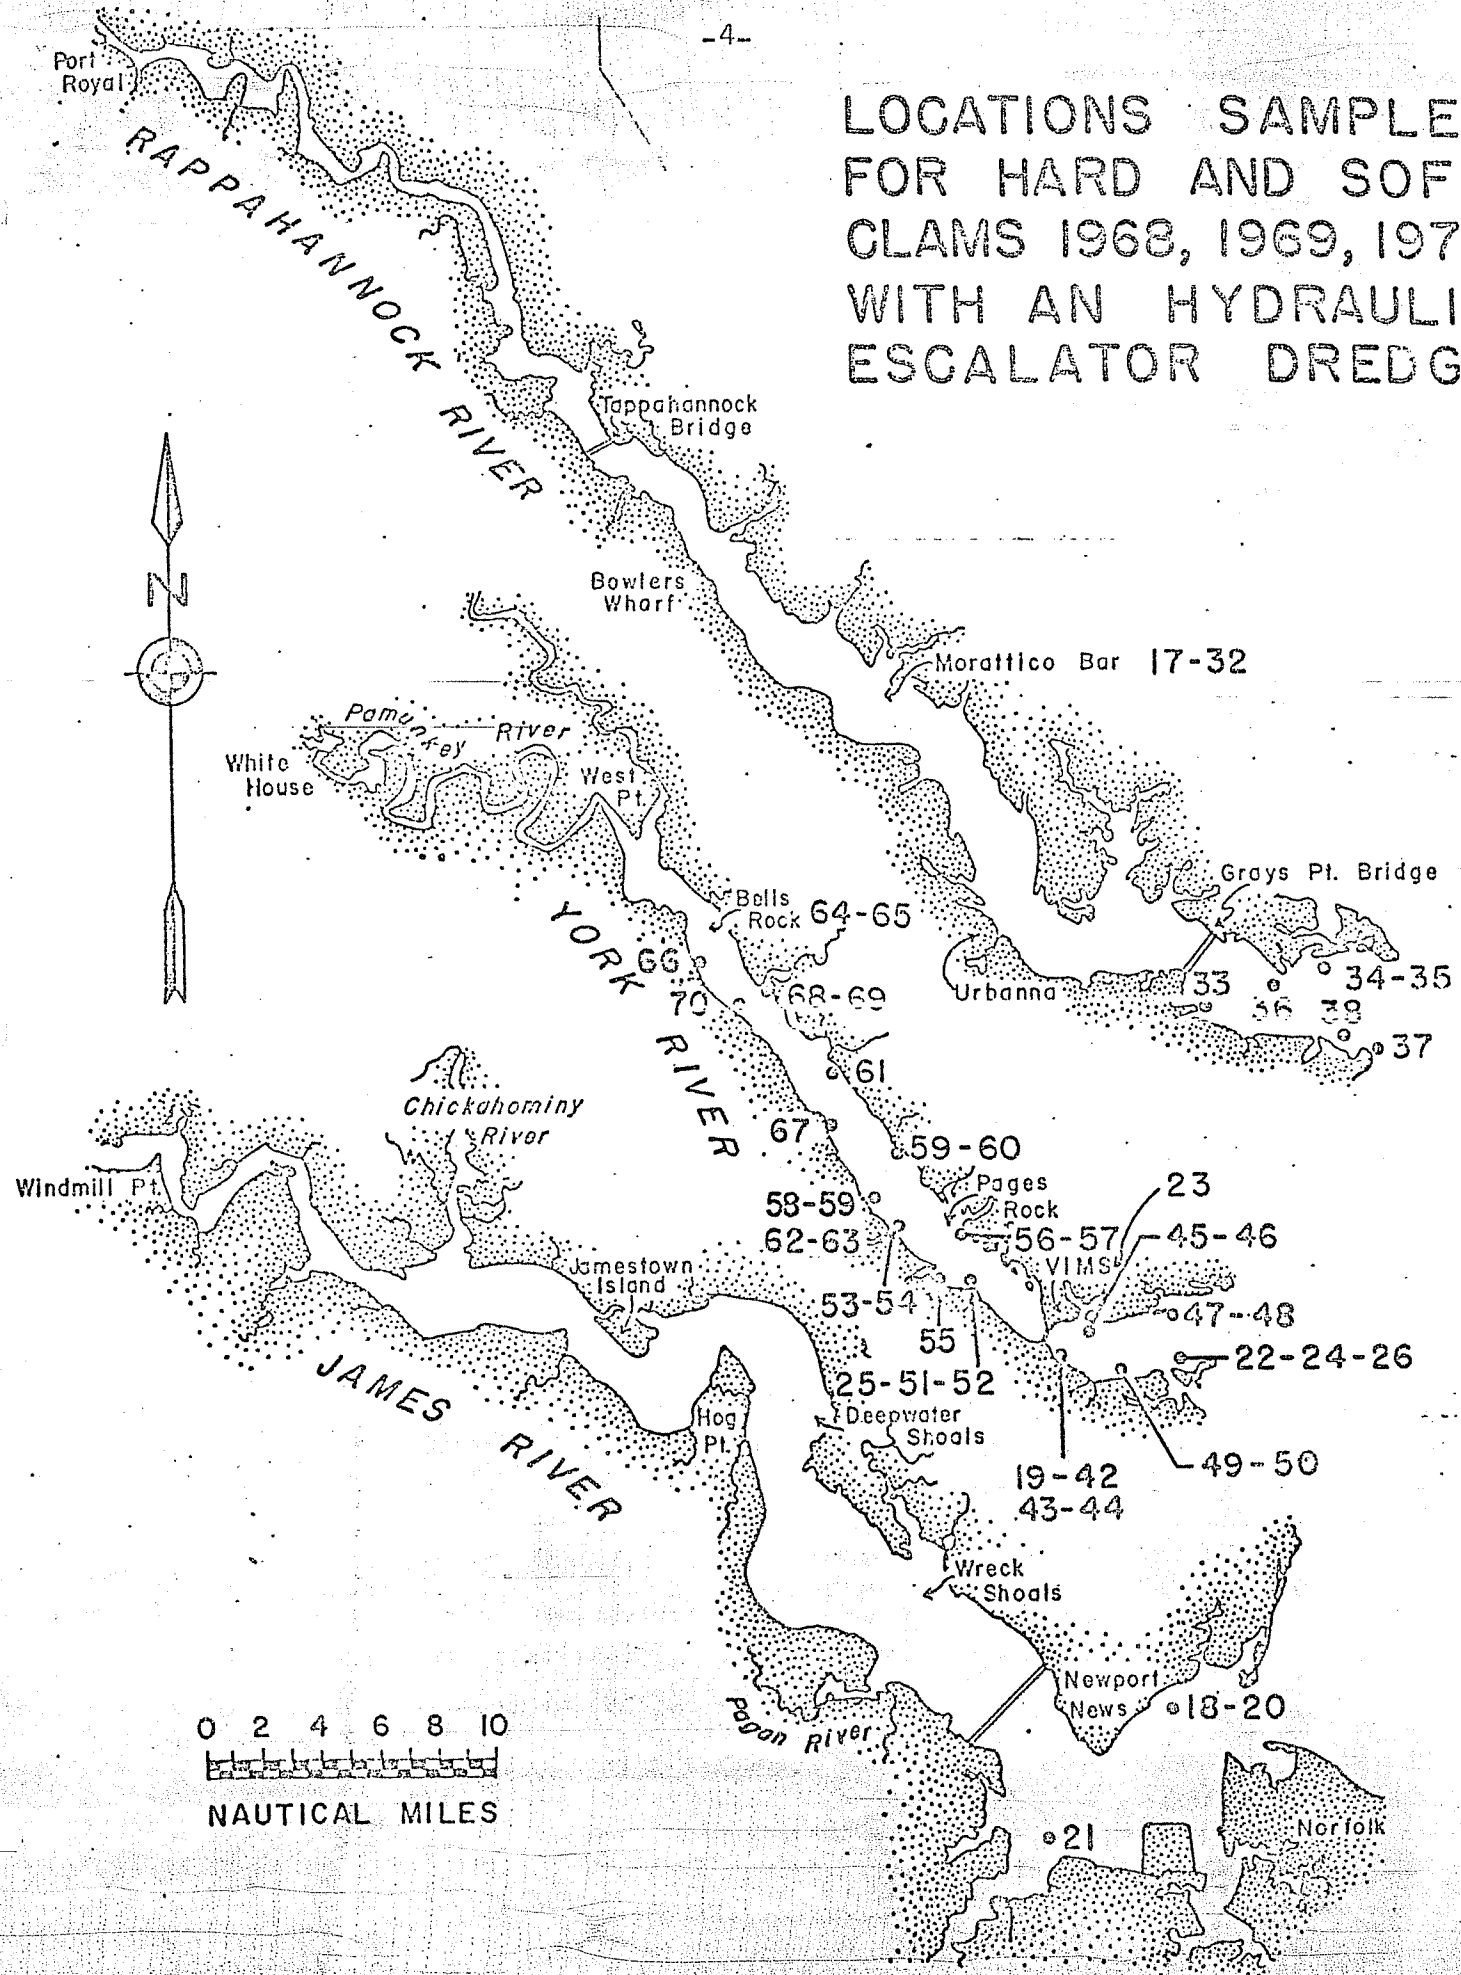 -4-
LOCATIONS SAMPLE
FOR HARD AND SOF
CLAMS 1968, 1969, 197
WITH AN HYDRAULI
ESCALATOR DREDG
Port
Royal
RAPPAHANNOCK RIVER
Tappahannock
Bridge
N
Bowlers
Wharf
Morattico Bar 17-32
Pamunkey River
White
House
West
Pt.
Grays Pt. Bridge
Bells
Rock 64-65
YORK RIVER
66
70
68-69
Urbanna
33
34-35
36
38
37
61
Chickahominy
River
67
59-60
Windmill Pt.
Pages
Rock
23
58-59
62-63
56-57
45-46
VIMS
Jamestown
Island
53-54
47-48
55
22-24-26
25-51-52
JAMES RIVER
Hog
Pt.
Deepwater
Shoals
19-42
43-44
49-50
Wreck
Shoals
Newport
News
18-20
Pagan River
0 2 4 6 8 10
NAUTICAL MILES
21
Norfolk